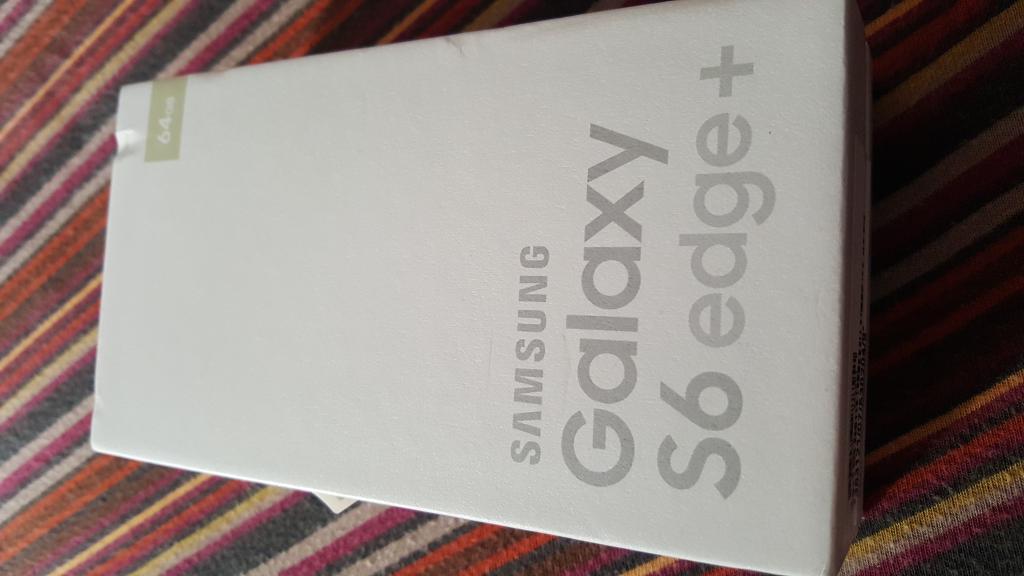 64GB
SAMSUNG
Galaxy
S6 edge+